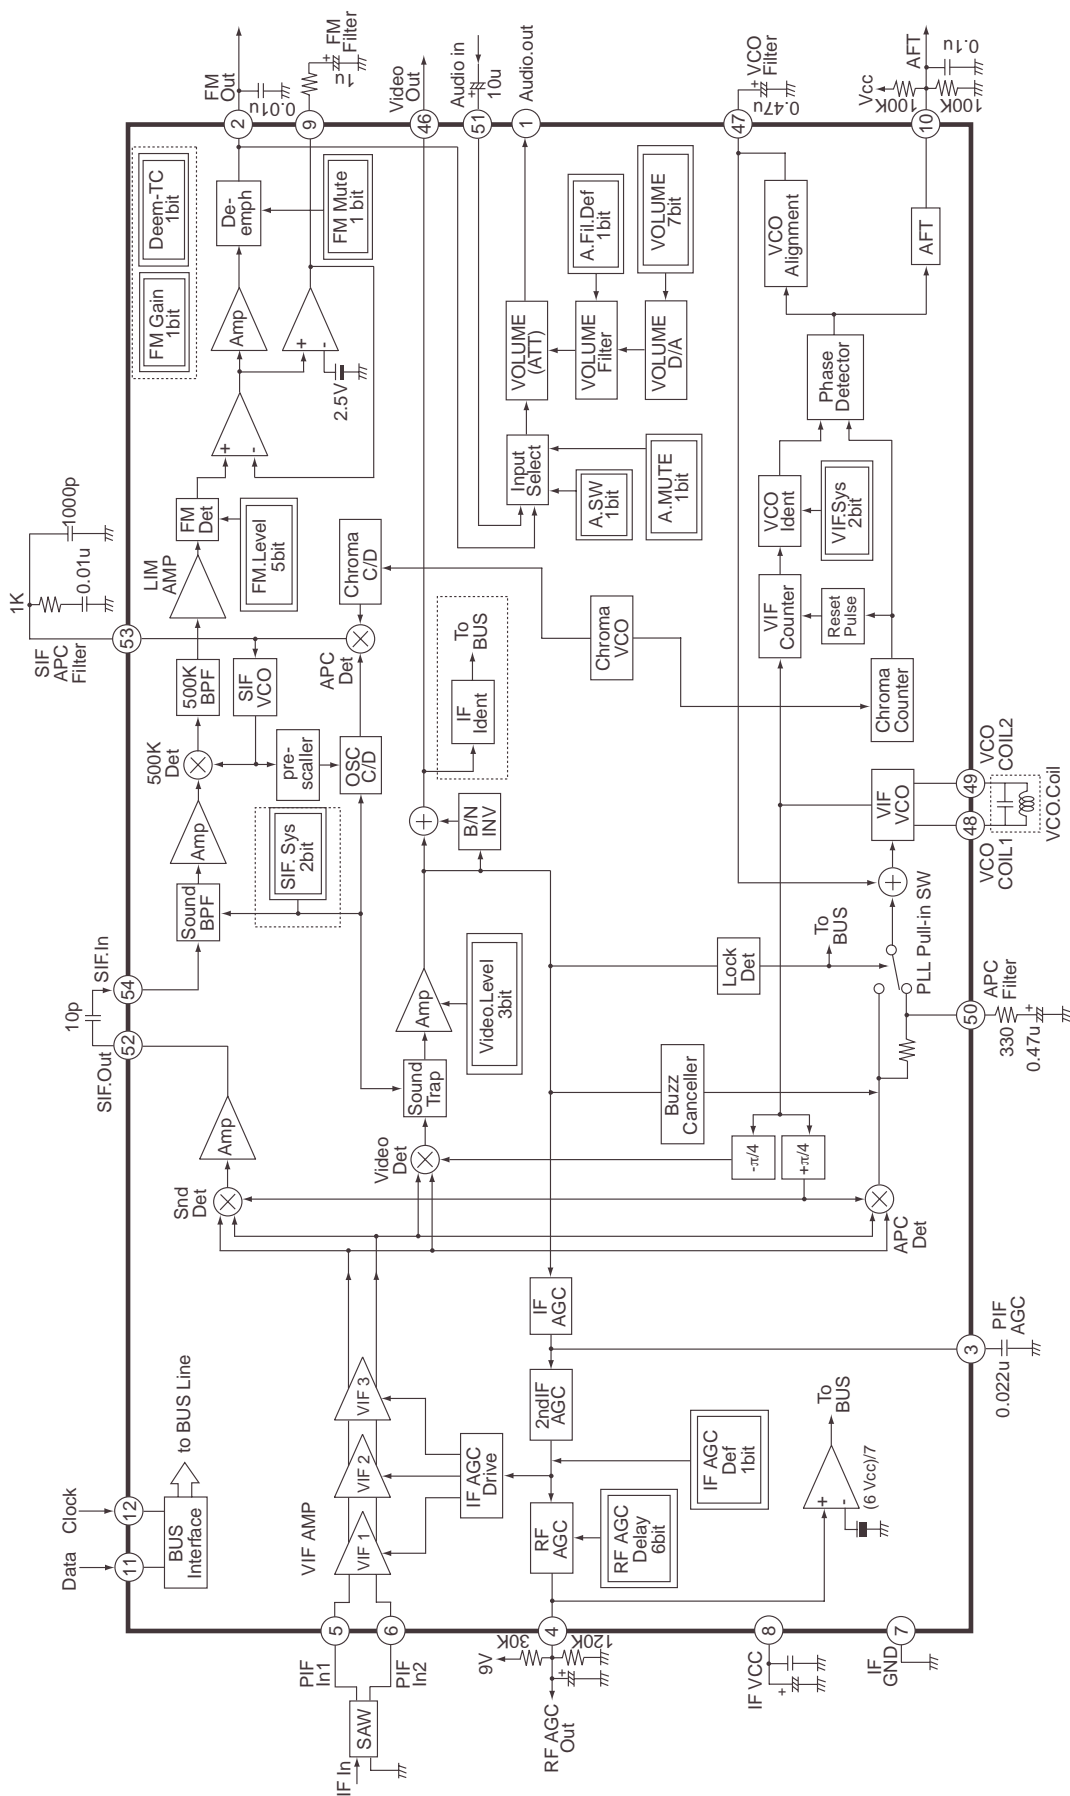 IF In
SAW
PIF
In1
PIF
In2
5
6
Data
Clock
11
12
BUS
Interface
to BUS Line
VIF AMP
VIF 1
VIF 2
VIF 3
IF AGC
Drive
9V
30K
120K
+
RF AGC
Out
4
RF
AGC
2ndIF
AGC
IF
AGC
RF AGC
Delay
6bit
IF AGC
Def
1bit
+
-
(6 Vcc)/7
To
BUS
IF VCC
+
8
IF
GND
7
3
PIF
AGC
0.022u
Snd
Det
Amp
Video
Det
APC
Det
-π/4
+π/4
SIF.Out
52
10p
54
SIF.In
Sound
BPF
Amp
500K
Det
500K
BPF
LIM
AMP
FM
Det
FM.Level
5bit
SIF. Sys
2bit
pre-
scaller
SIF
VCO
OSC
C/D
APC
Det
Chroma
C/D
SIF
APC
Filter
53
1K
0.01u
1000p
Sound
Trap
Amp
Video.Level
3bit
+
B/N
INV
IF
Ident
To
BUS
Buzz
Canceller
Lock
Det
To
BUS
PLL Pull-in SW
50
APC
Filter
330
0.47u
+
+
VIF
VCO
48
49
VCO
COIL1
VCO
COIL2
VCO.Coil
Chroma
VCO
Chroma
Counter
VIF
Counter
Reset
Pulse
VCO
Ident
VIF.Sys
2bit
Phase
Detector
VCO
Alignment
AFT
+
-
+
-
2.5V
Amp
De-
emph
FM Mute
1 bit
FM Gain
1bit
Deem-TC
1bit
Input
Select
A.SW
1bit
A.MUTE
1bit
VOLUME
(ATT)
VOLUME
Filter
VOLUME
D/A
A.Fil.Def
1bit
VOLUME
7bit
2
FM
Out
0.01u
9
+
1u
FM
Filter
46
Video
Out
51
Audio in
+
10u
1
Audio.out
47
+
0.47u
VCO
Filter
10
Vcc
100K
100K
AFT
0.1u